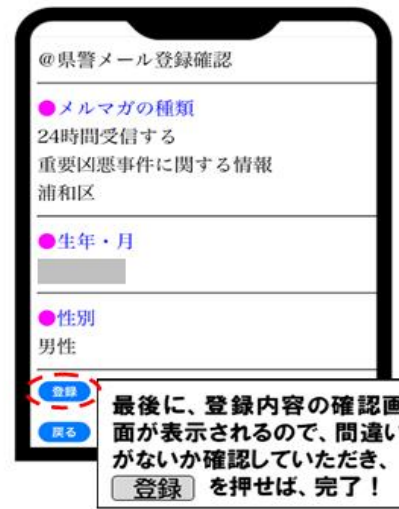 @県警メール登録確認
●メルマガの種類
24時間受信する
重要凶悪事件に関する情報
浦和区
●生年・月
●性別
男性
登録
戻る
最後に、登録内容の確認画
面が表示されるので、間違い
がないか確認していただき、
登録 を押せば、完了！